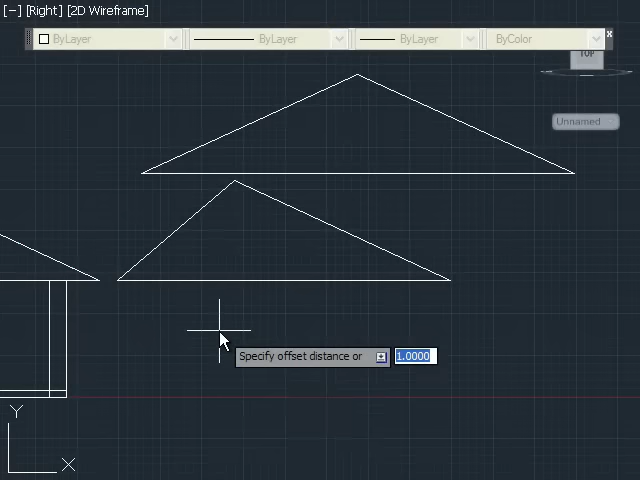 [−] [Right] [2D Wireframe]
ByLayer ByLayer ByLayer ByColor x
TOP
Unnamed
Specify offset distance or 1.0000
Y
X